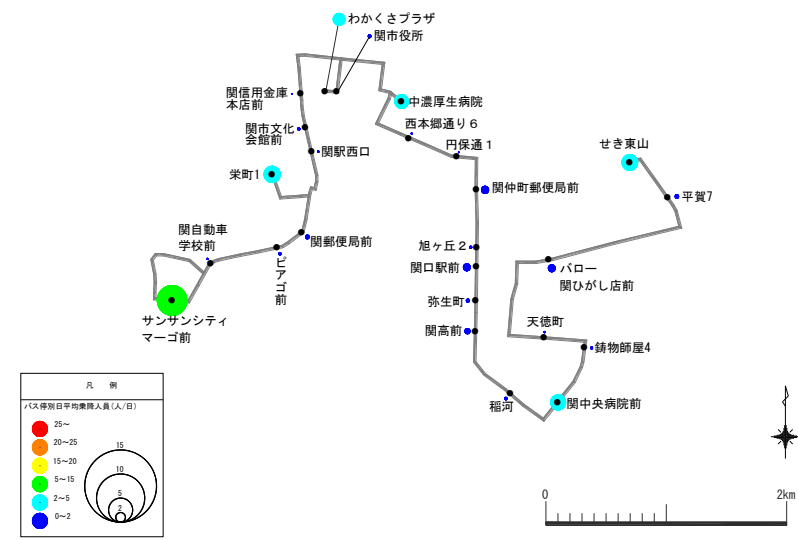 わかくさプラザ
関市役所
関信用金庫
本店前
中濃厚生病院
関市文化
会館前
西本郷通り６
円保通１
せき東山
関駅西口
栄町1
関仲町郵便局前
平賀7
関自動車
学校前
関郵便局前
旭ヶ丘２
ピアゴ前
関口駅前
バロー
関ひがし店前
弥生町
サンサンシティ
マーゴ前
天徳町
関高前
鋳物師屋4
稲河
関中央病院前
凡 例
バス停別日平均乗降人員(人/日)
25～
20～25
15～20
5～15
2～5
0～2
15
10
5
2
0
2km